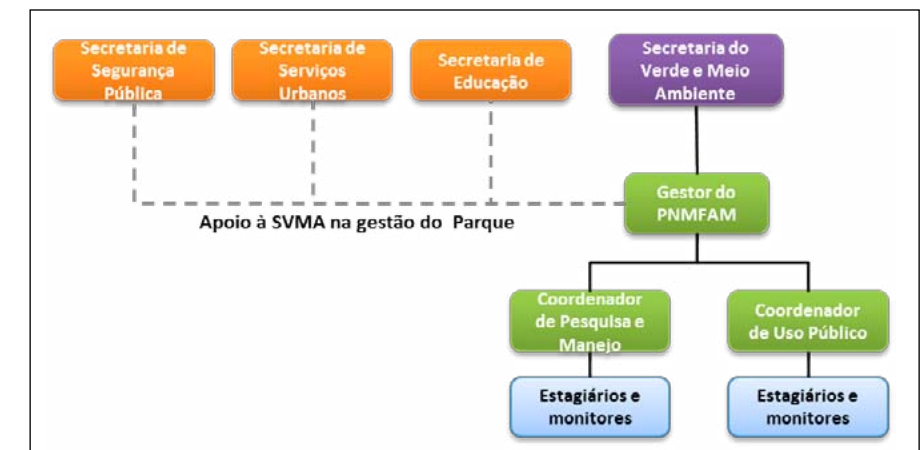 Secretaria de
Segurança
Pública
Secretaria de
Serviços
Urbanos
Secretaria de
Educação
Secretaria do
Verde e Meio
Ambiente
Gestor do
PNMFAM
Apoio à SVMA na gestão do Parque
Coordenador
de Pesquisa e
Manejo
Coordenador
de Uso Público
Estagiários e
monitores
Estagiários e
monitores